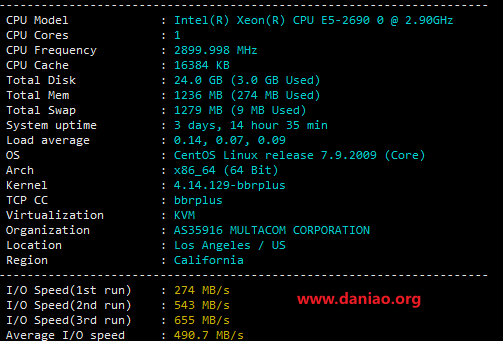 CPU Model : Intel(R) Xeon(R) CPU E5-2690 0 @ 2.90GHz
CPU Cores : 1
CPU Frequency : 2899.998 MHz
CPU Cache : 16384 KB
Total Disk : 24.0 GB (3.0 GB Used)
Total Mem : 1236 MB (274 MB Used)
Total Swap : 1279 MB (9 MB Used)
System uptime : 3 days, 14 hour 35 min
Load average : 0.14, 0.07, 0.09
OS : CentOS Linux release 7.9.2009 (Core)
Arch : x86_64 (64 Bit)
Kernel : 4.14.129-bbrplus
TCP CC : bbrplus
Virtualization : KVM
Organization : AS35916 MULTACOM CORPORATION
Location : Los Angeles / US
Region : California
I/O Speed(1st run) : 274 MB/s
I/O Speed(2nd run) : 543 MB/s
I/O Speed(3rd run) : 655 MB/s
Average I/O speed : 490.7 MB/s
www.daniao.org